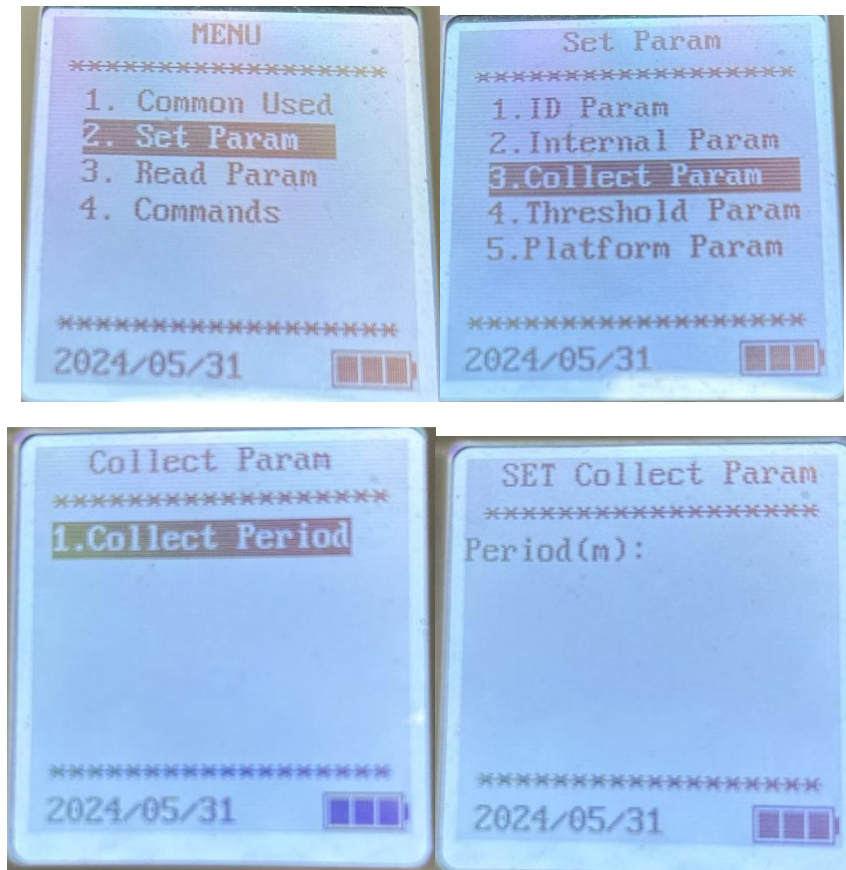 MENU
******************
1. Common Used
2. Set Param
3. Read Param
4. Commands
******************
2024/05/31
Set Param
******************
1.ID Param
2.Internal Param
3.Collect Param
4.Threshold Param
5.Platform Param
******************
2024/05/31
Collect Param
******************
1.Collect Period
******************
2024/05/31
SET Collect Param
******************
Period(m):
******************
2024/05/31